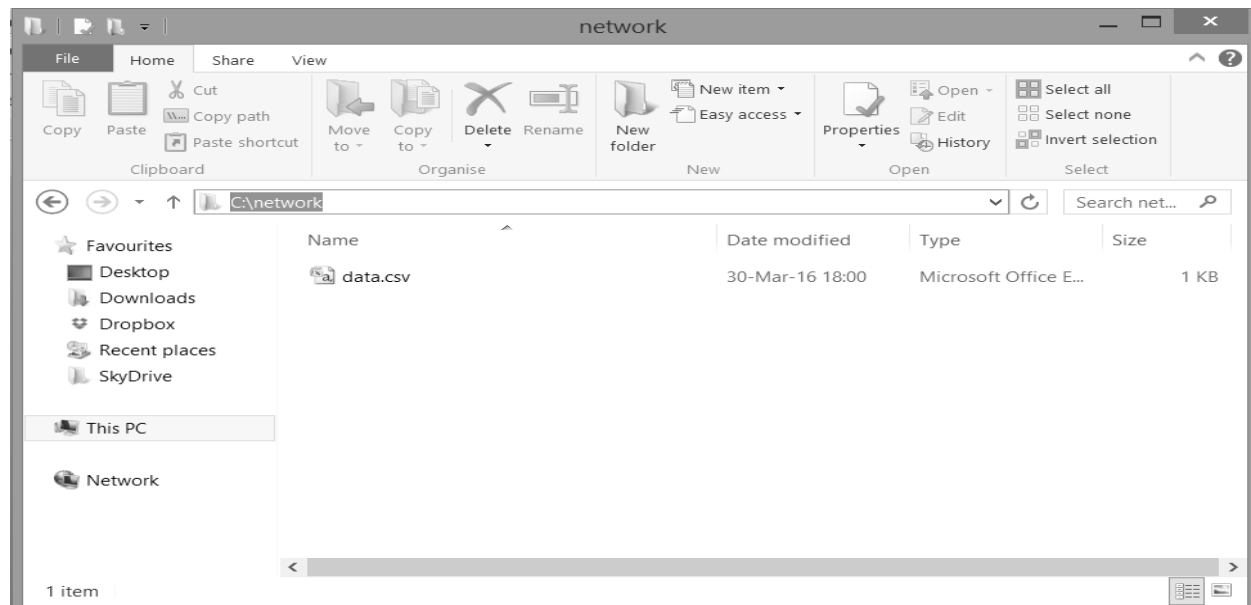 network
File Home Share View
Copy
Paste
Cut
Copy path
Paste shortcut
Clipboard
Move to
Copy to
Delete
Rename
Organise
New folder
New item
Easy access
New
Properties
Open
Edit
History
Open
Select all
Select none
Invert selection
Select
C:\network
Search net...
Favourites
Desktop
Downloads
Dropbox
Recent places
SkyDrive
This PC
Network
Name Date modified Type Size
data.csv 30-Mar-16 18:00 Microsoft Office E... 1 KB
1 item